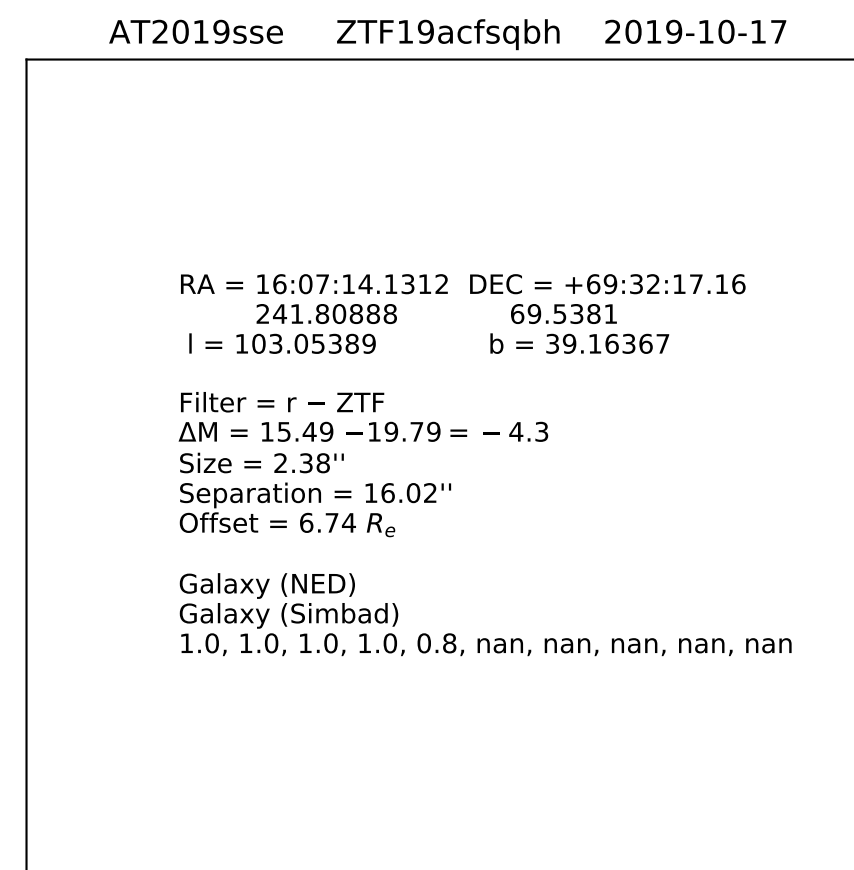 AT2019sse ZTF19acfsqbh 2019-10-17
RA = 16:07:14.1312 DEC = +69:32:17.16
241.80888 69.5381
l = 103.05389 b = 39.16367
Filter = r − ZTF
ΔM = 15.49 −19.79 = − 4.3
Size = 2.38''
Separation = 16.02''
Offset = 6.74 Rₑ
Galaxy (NED)
Galaxy (Simbad)
1.0, 1.0, 1.0, 1.0, 0.8, nan, nan, nan, nan, nan